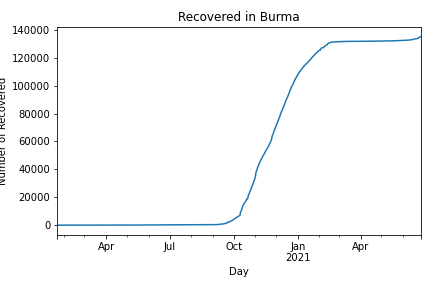 Recovered in Burma
140000
120000
100000
80000
60000
40000
20000
0
Number of Recovered
Apr
Jul
Oct
Jan
2021
Apr
Day